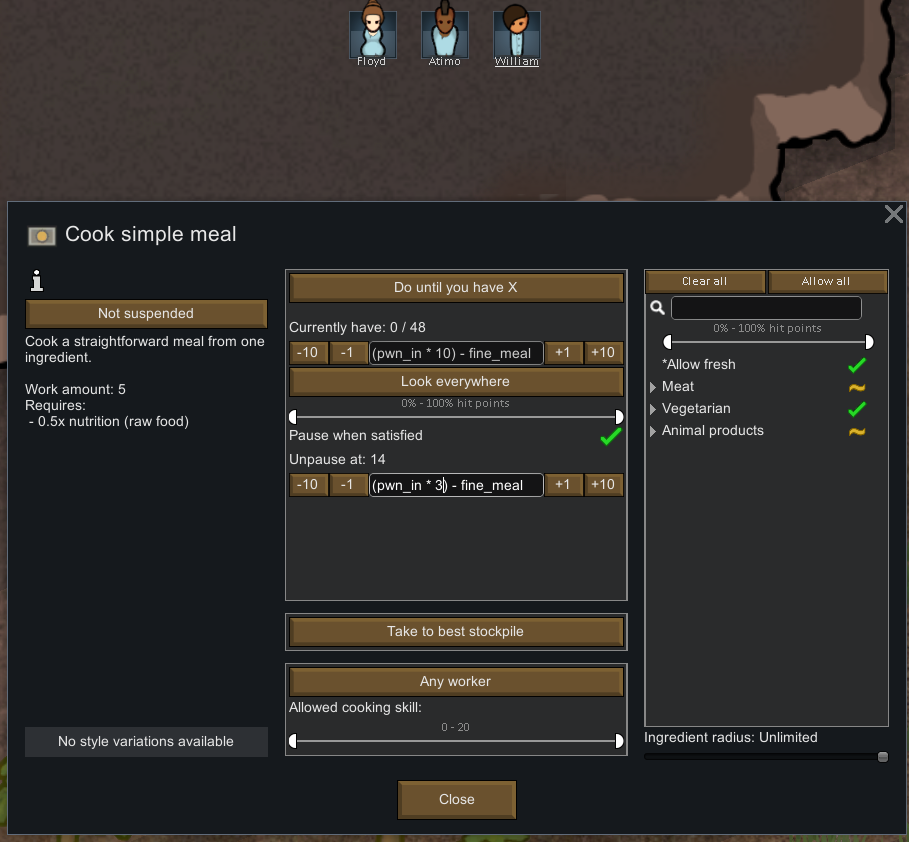 Floyd
Atimo
William
Cook simple meal
Not suspended
Cook a straightforward meal from one
ingredient.
Work amount: 5
Requires:
- 0.5x nutrition (raw food)
No style variations available
Do until you have X
Currently have: 0 / 48
-10 -1 (pwn_in * 10) - fine_meal +1 +10
Look everywhere
0% - 100% hit points
Pause when satisfied
Unpause at: 14
-10 -1 (pwn_in * 3) - fine_meal +1 +10
Take to best stockpile
Any worker
Allowed cooking skill:
0 - 20
Clear all Allow all
0% - 100% hit points
*Allow fresh
Meat
Vegetarian
Animal products
Ingredient radius: Unlimited
Close